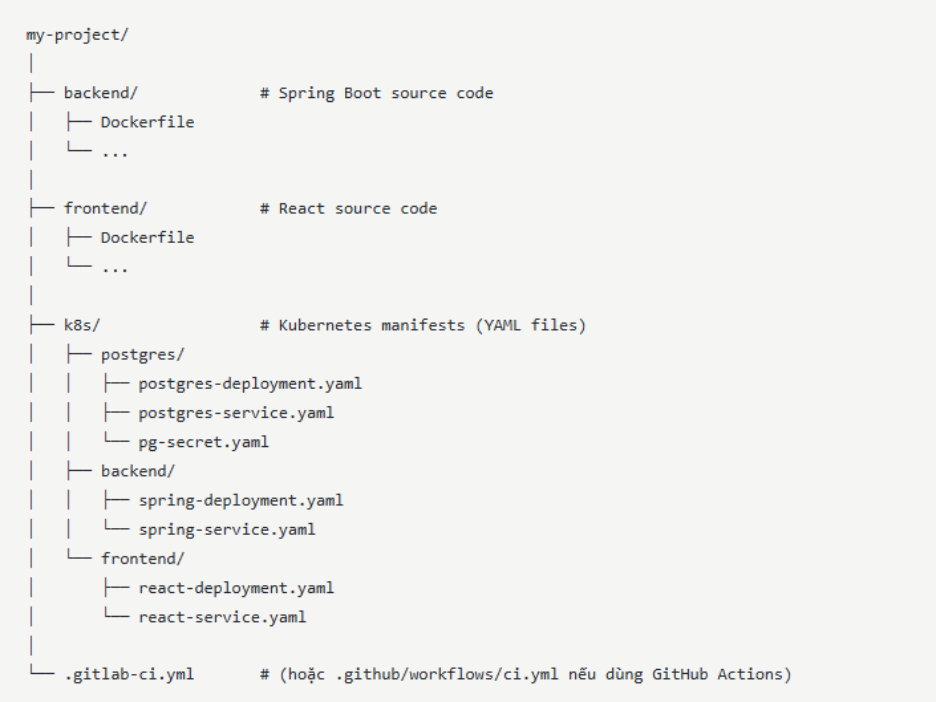 my-project/
│
├── backend/             # Spring Boot source code
│   ├── Dockerfile
│   └── ...
│
├── frontend/            # React source code
│   ├── Dockerfile
│   └── ...
│
├── k8s/                 # Kubernetes manifests (YAML files)
│   ├── postgres/
│   │   ├── postgres-deployment.yaml
│   │   ├── postgres-service.yaml
│   │   └── pg-secret.yaml
│   ├── backend/
│   │   ├── spring-deployment.yaml
│   │   └── spring-service.yaml
│   └── frontend/
│       ├── react-deployment.yaml
│       └── react-service.yaml
│
└── .gitlab-ci.yml       # (hoặc .github/workflows/ci.yml nếu dùng GitHub Actions)